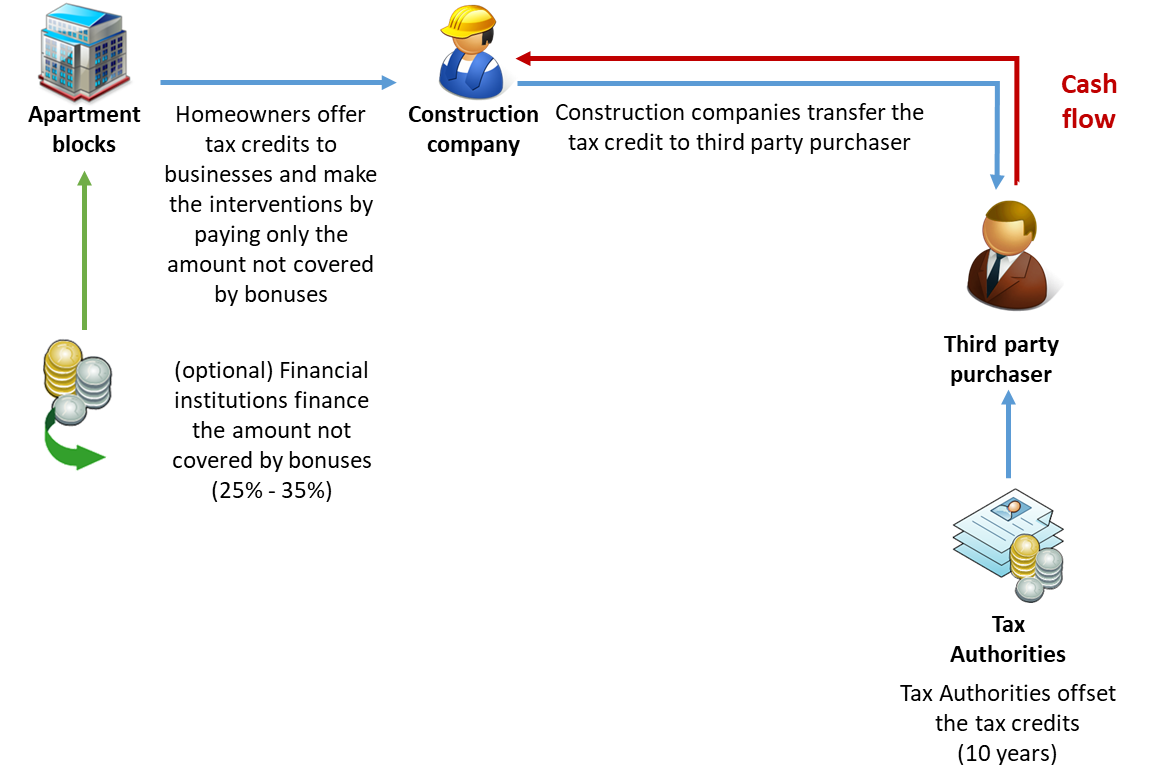 Apartment
blocks
Homeowners offer
tax credits to
businesses and make
the interventions by
paying only the
amount not covered
by bonuses
Construction
company
Construction companies transfer the
tax credit to third party purchaser
Cash
flow
(optional) Financial
institutions finance
the amount not
covered by bonuses
(25% - 35%)
Third party
purchaser
Tax
Authorities
Tax Authorities offset
the tax credits
(10 years)